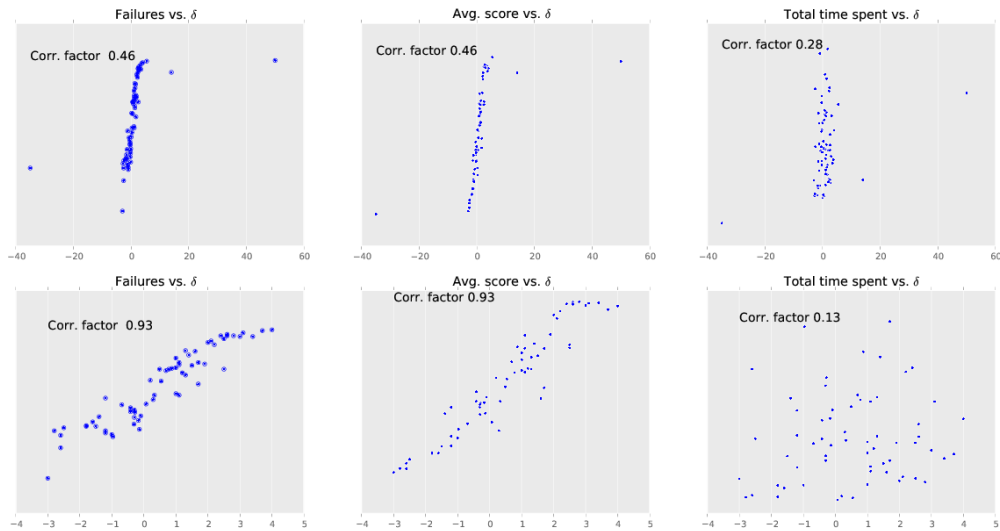 Failures vs. δ
Avg. score vs. δ
Total time spent vs. δ
Corr. factor  0.46
Corr. factor 0.46
Corr. factor 0.28
−40 −20 0 20 40 60
−40 −20 0 20 40 60
−40 −20 0 20 40 60
Failures vs. δ
Avg. score vs. δ
Total time spent vs. δ
Corr. factor  0.93
Corr. factor 0.93
Corr. factor 0.13
−4 −3 −2 −1 0 1 2 3 4 5
−4 −3 −2 −1 0 1 2 3 4 5
−4 −3 −2 −1 0 1 2 3 4 5